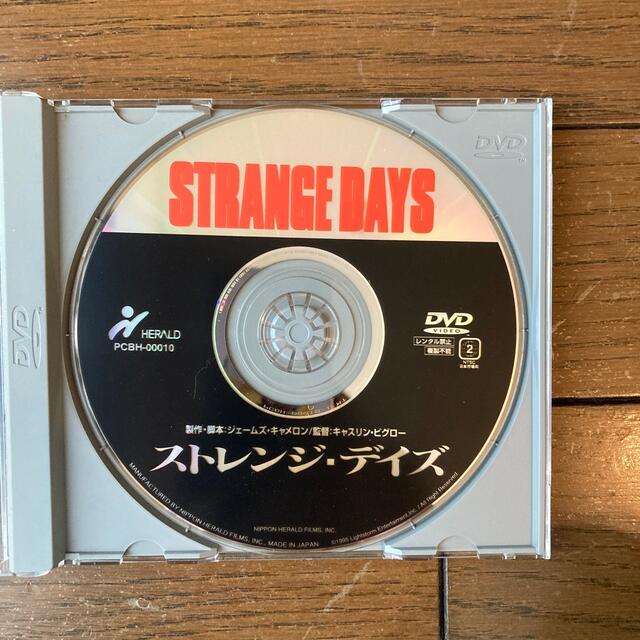 DVD
STRANGE DAYS
DVD
HERALD
PCBH-00010
DVD
VIDEO
レンタル禁止
複製不能
2
NTSC
日本市場向
製作・脚本:ジェームズ・キャメロン/監督:キャスリン・ビグロー
ストレンジ・デイズ
NIPPON HERALD FILMS, INC.
MANUFACTURED BY NIPPON HERALD FILMS, INC., MADE IN JAPAN
©1995 Lightstorm Entertainment Inc. / All Right Reserved.